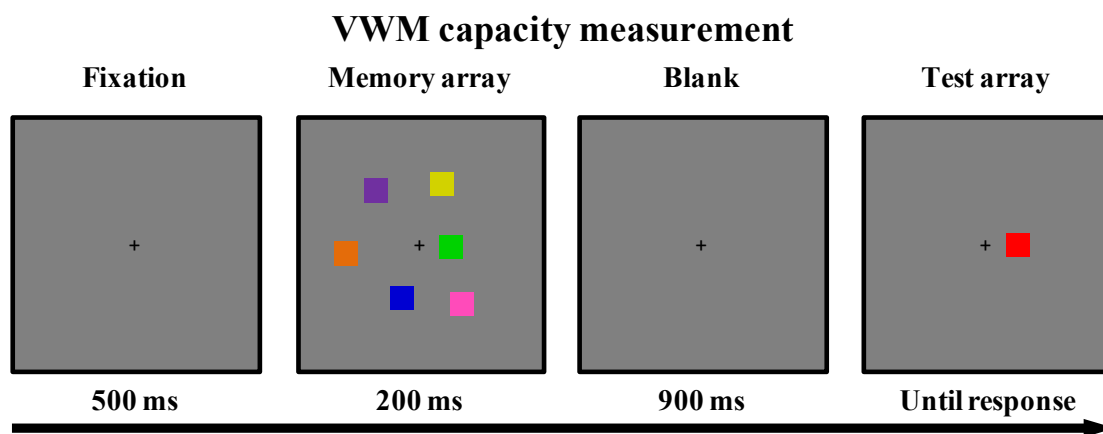 VWM capacity measurement
Fixation Memory array Blank Test array
+ + + +
500 ms 200 ms 900 ms Until response